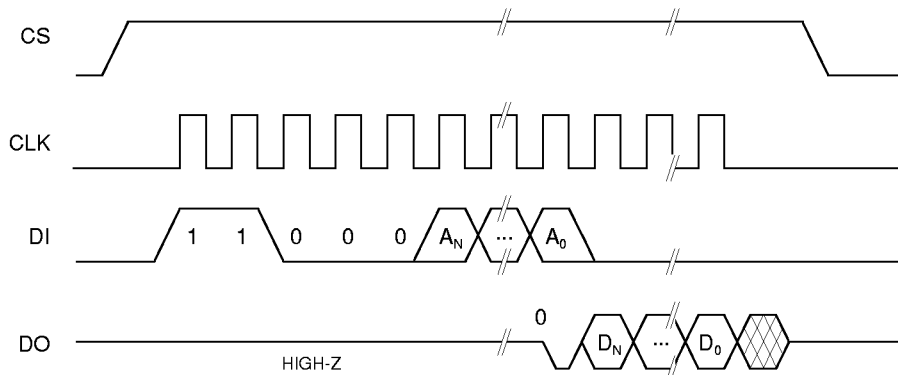 CS
CLK
DI 1 1 0 0 0 A_N ... A_0
0
DO D_N ... D_0
HIGH-Z